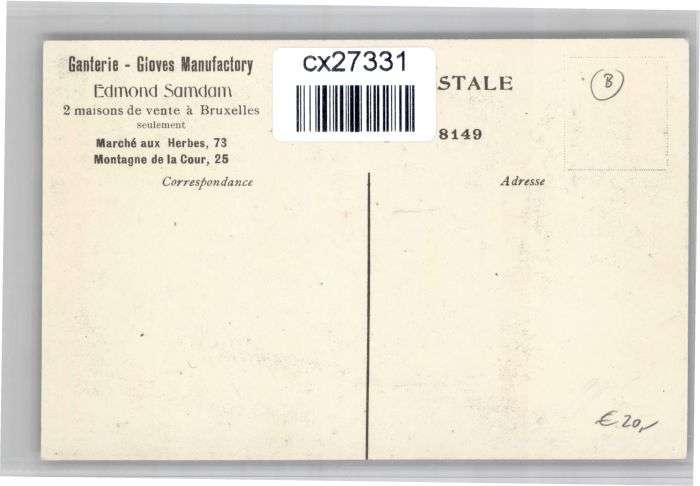 Ganterie - Gloves Manufactory
Edmond Samdam
2 maisons de vente à Bruxelles
seulement
Marché aux Herbes, 73
Montagne de la Cour, 25
cx27331
STALE
8149
B
Correspondance
Adresse
€ 20,-